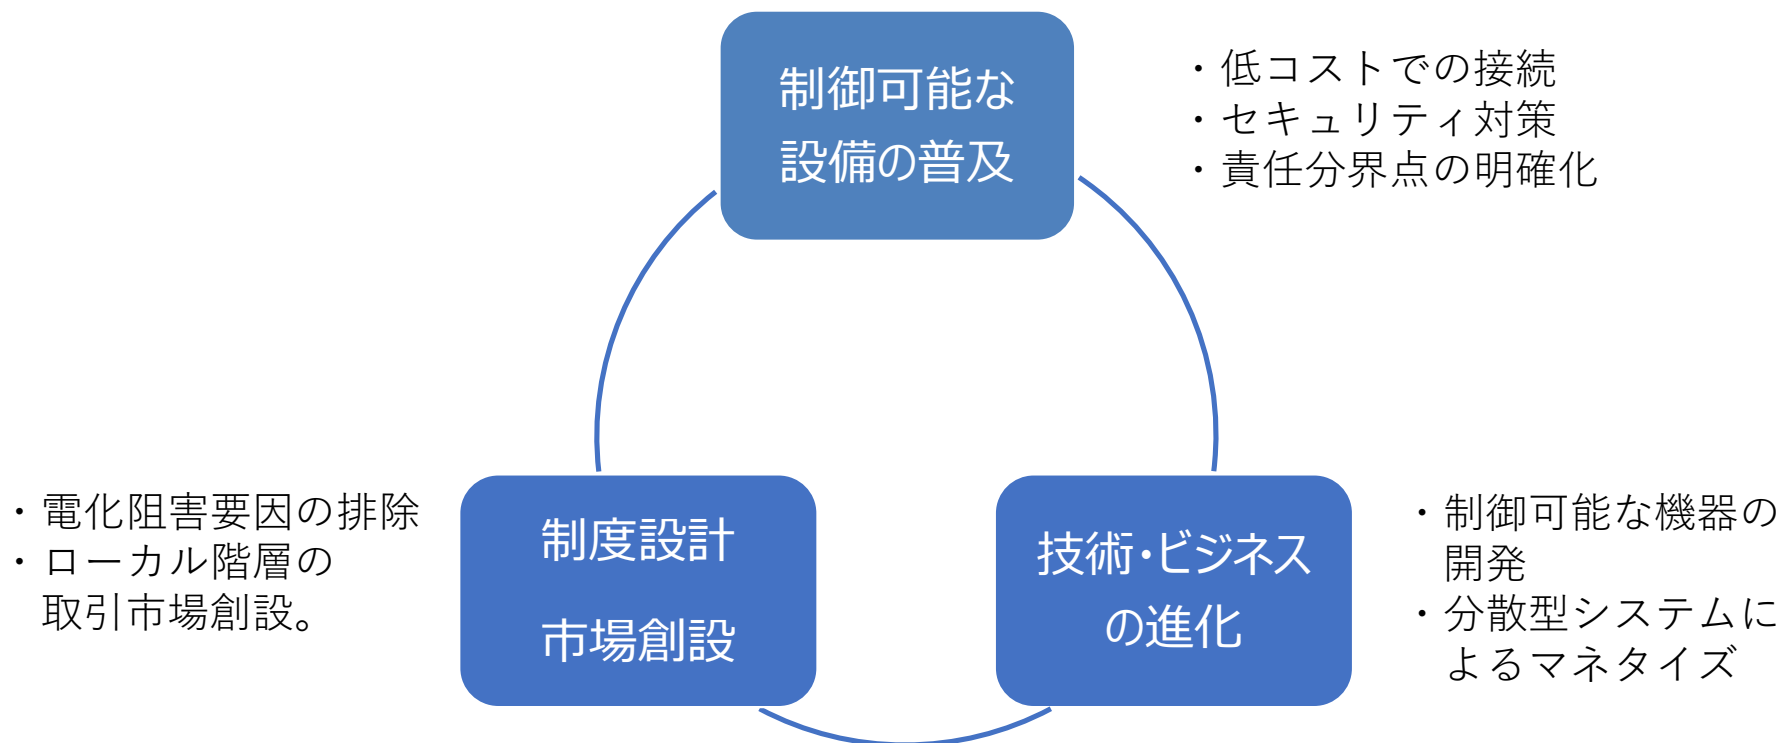 制御可能な
設備の普及
・低コストでの接続
・セキュリティ対策
・責任分界点の明確化
・電化阻害要因の排除
・ローカル階層の
取引市場創設。
制度設計
市場創設
技術・ビジネス
の進化
・制御可能な機器の
開発
・分散型システムに
よるマネタイズ